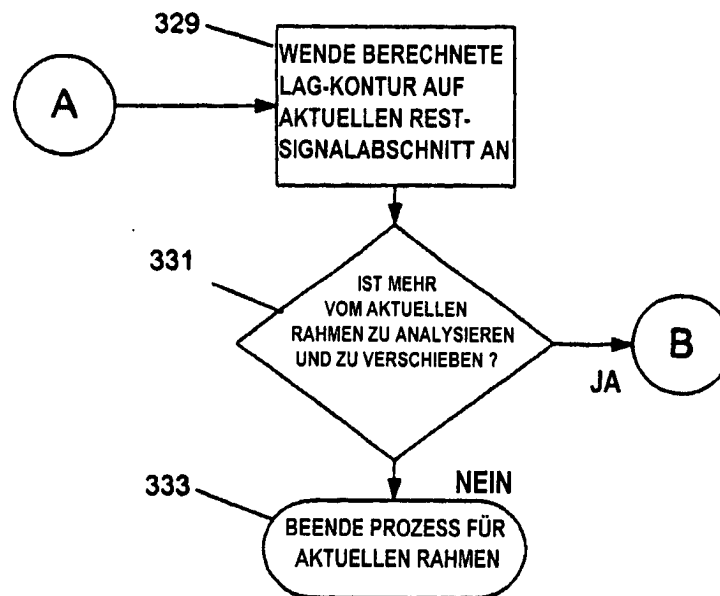 329
WENDE BERECHNETE
LAG-KONTUR AUF
AKTUELLEN REST-
SIGNALABSCHNITT AN
A
331
IST MEHR
VOM AKTUELLEN
RAHMEN ZU ANALYSIEREN
UND ZU VERSCHIEBEN ?
B
JA
NEIN
333
BEENDE PROZESS FÜR
AKTUELLEN RAHMEN